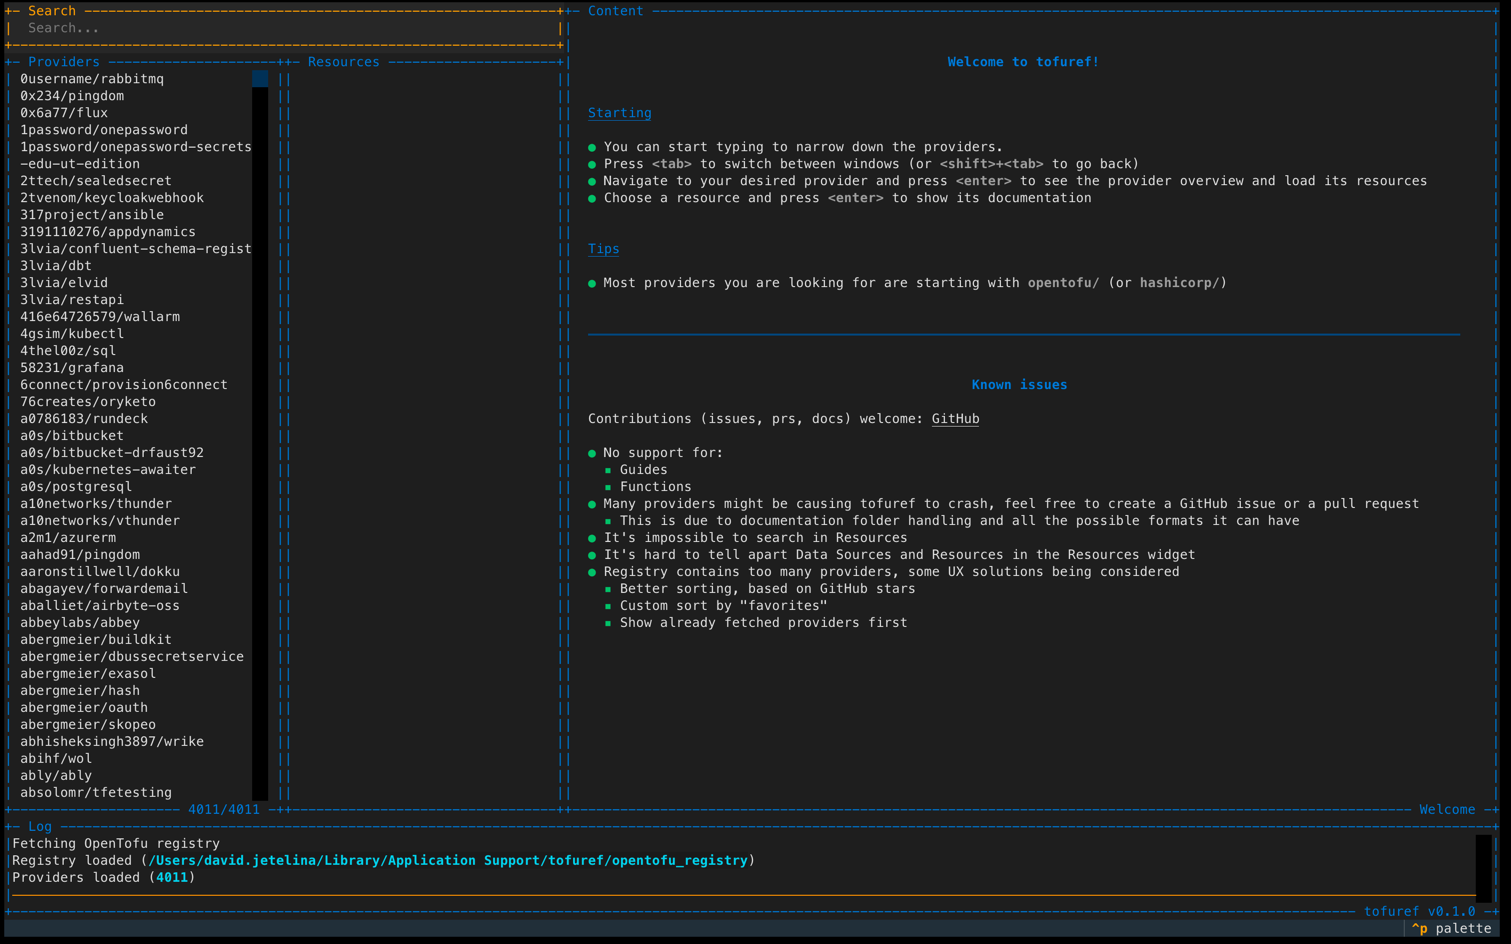 Search
Search...
Providers
0username/rabbitmq
0x234/pingdom
0x6a77/flux
1password/onepassword
1password/onepassword-secrets
-edu-ut-edition
2ttech/sealedsecret
2tvenom/keycloakwebhook
317project/ansible
3191110276/appdynamics
3lvia/confluent-schema-regist
3lvia/dbt
3lvia/elvid
3lvia/restapi
416e64726579/wallarm
4gsim/kubectl
4thel00z/sql
58231/grafana
6connect/provision6connect
76creates/oryketo
a0786183/rundeck
a0s/bitbucket
a0s/bitbucket-drfaust92
a0s/kubernetes-awaiter
a0s/postgresql
a10networks/thunder
a10networks/vthunder
a2m1/azurerm
aahad91/pingdom
aaronstillwell/dokku
abagayev/forwardemail
aballiet/airbyte-oss
abbeylabs/abbey
abergmeier/buildkit
abergmeier/dbussecretservice
abergmeier/exasol
abergmeier/hash
abergmeier/oauth
abergmeier/skopeo
abhisheksingh3897/wrike
abihf/wol
ably/ably
absolomr/tfetesting
4011/4011
Resources
Content
Welcome to tofuref!
Starting
● You can start typing to narrow down the providers.
● Press <tab> to switch between windows (or <shift>+<tab> to go back)
● Navigate to your desired provider and press <enter> to see the provider overview and load its resources
● Choose a resource and press <enter> to show its documentation
Tips
● Most providers you are looking for are starting with opentofu/ (or hashicorp/)
Known issues
Contributions (issues, prs, docs) welcome: GitHub
● No support for:
▪ Guides
▪ Functions
● Many providers might be causing tofuref to crash, feel free to create a GitHub issue or a pull request
▪ This is due to documentation folder handling and all the possible formats it can have
● It's impossible to search in Resources
● It's hard to tell apart Data Sources and Resources in the Resources widget
● Registry contains too many providers, some UX solutions being considered
▪ Better sorting, based on GitHub stars
▪ Custom sort by "favorites"
▪ Show already fetched providers first
Welcome
Log
Fetching OpenTofu registry
Registry loaded (/Users/david.jetelina/Library/Application Support/tofuref/opentofu_registry)
Providers loaded (4011)
tofuref v0.1.0
^p palette